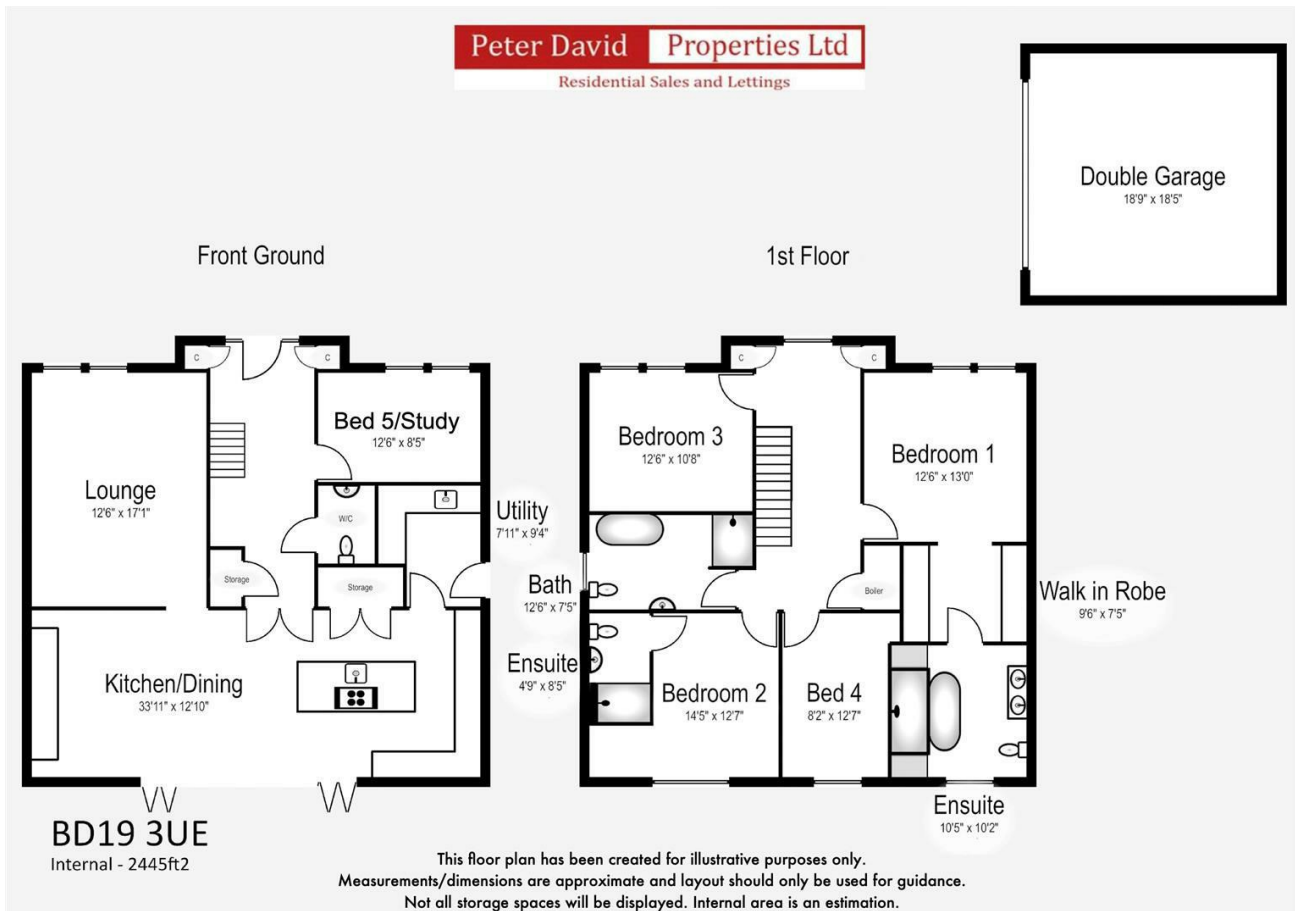 Peter David Properties Ltd
Residential Sales and Lettings
Double Garage
18'9" x 18'5"
Front Ground
1st Floor
C
C
C
C
Bed 5/Study
12'6" x 8'5"
Lounge
12'6" x 17'1"
W/C
Utility
7'11" x 9'4"
Storage
Storage
Kitchen/Dining
33'11" x 12'10"
Bedroom 3
12'6" x 10'8"
Bedroom 1
12'6" x 13'0"
Bath
12'6" x 7'5"
Boiler
Walk in Robe
9'6" x 7'5"
Ensuite
4'9" x 8'5"
Bedroom 2
14'5" x 12'7"
Bed 4
8'2" x 12'7"
Ensuite
10'5" x 10'2"
BD19 3UE
Internal - 2445ft2
This floor plan has been created for illustrative purposes only.
Measurements/dimensions are approximate and layout should only be used for guidance.
Not all storage spaces will be displayed. Internal area is an estimation.